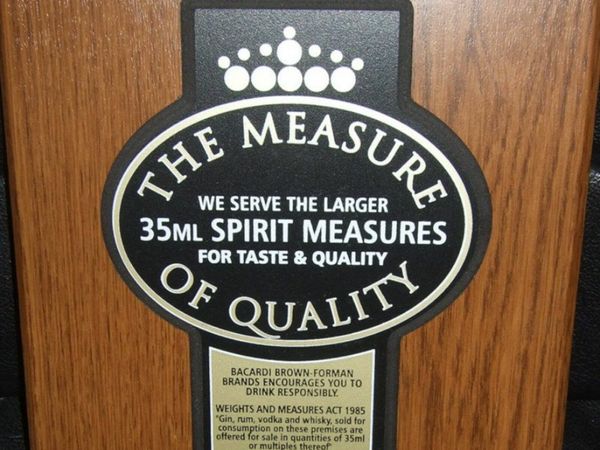 THE MEASURE
WE SERVE THE LARGER
35ML SPIRIT MEASURES
FOR TASTE & QUALITY
OF QUALITY
BACARDI BROWN-FORMAN
BRANDS ENCOURAGES YOU TO
DRINK RESPONSIBLY.
WEIGHTS AND MEASURES ACT 1985
"Gin, rum, vodka and whisky, sold for
consumption on these premises are
offered for sale in quantities of 35ml
or multiples thereof"